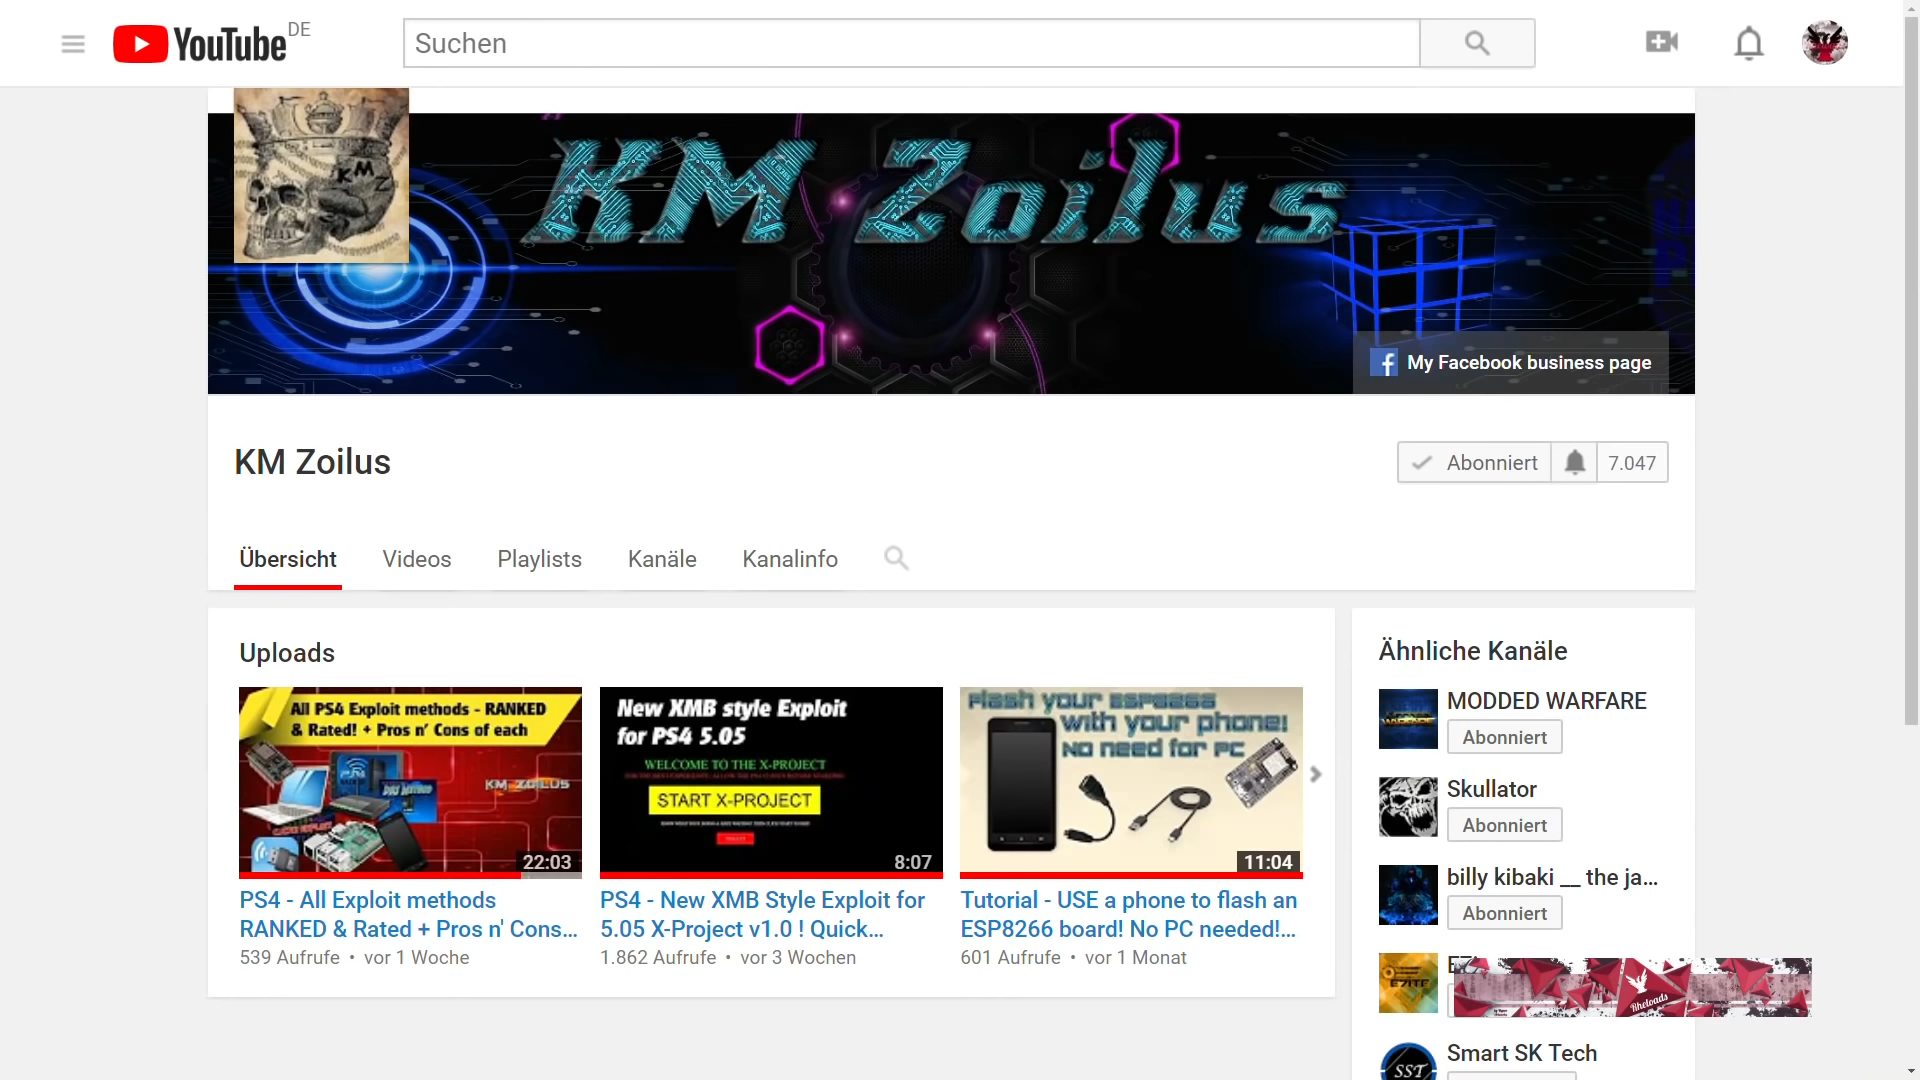 YouTube DE
Suchen
KM Zoilus
KMZ
My Facebook business page
KM Zoilus
Abonniert
7.047
Übersicht
Videos
Playlists
Kanäle
Kanalinfo
Uploads
All PS4 Exploit methods - RANKED
& Rated! + Pros n' Cons of each
KM ZOILUS
22:03
PS4 - All Exploit methods
RANKED & Rated + Pros n' Cons...
539 Aufrufe • vor 1 Woche
New XMB style Exploit
for PS4 5.05
WELCOME TO THE X-PROJECT
START X-PROJECT
8:07
PS4 - New XMB Style Exploit for
5.05 X-Project v1.0 ! Quick...
1.862 Aufrufe • vor 3 Wochen
Flash your ESP8266
with your phone!
No need for PC
11:04
Tutorial - USE a phone to flash an
ESP8266 board! No PC needed!...
601 Aufrufe • vor 1 Monat
Ähnliche Kanäle
MODDED WARFARE
Abonniert
Skullator
Abonniert
billy kibaki __ the ja...
Abonniert
Rheloads
Smart SK Tech
SST